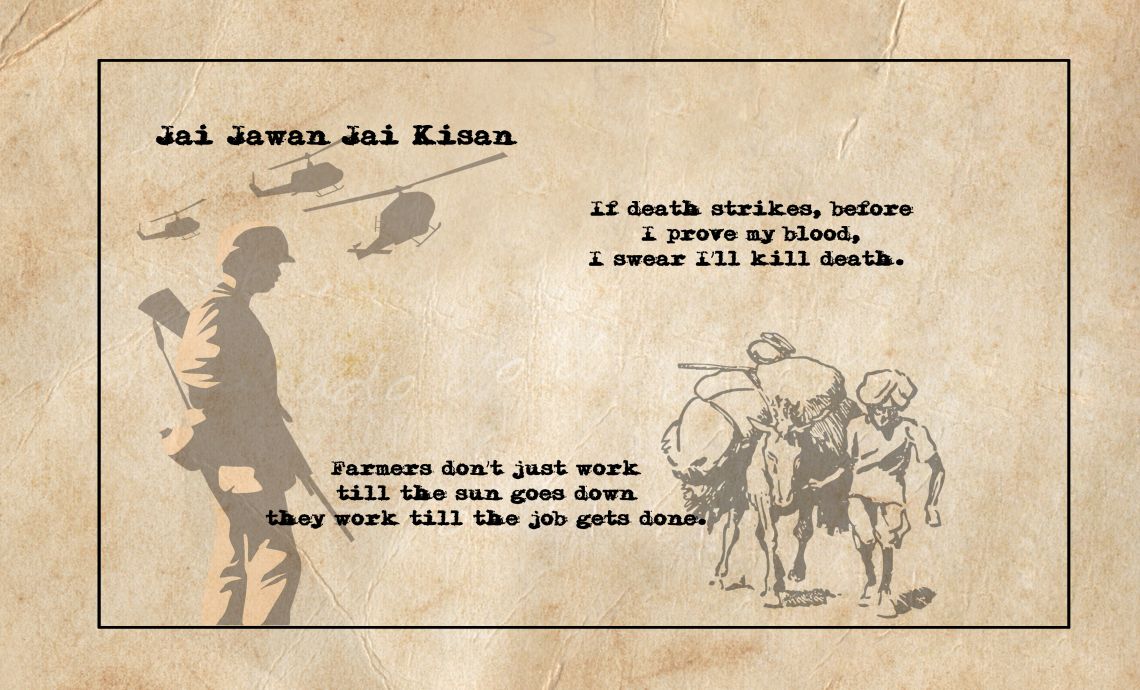 Jai Jawan Jai Kisan
If death strikes, before
I prove my blood,
I swear I'll kill death.
Farmers don't just work
till the sun goes down
they work till the job gets done.